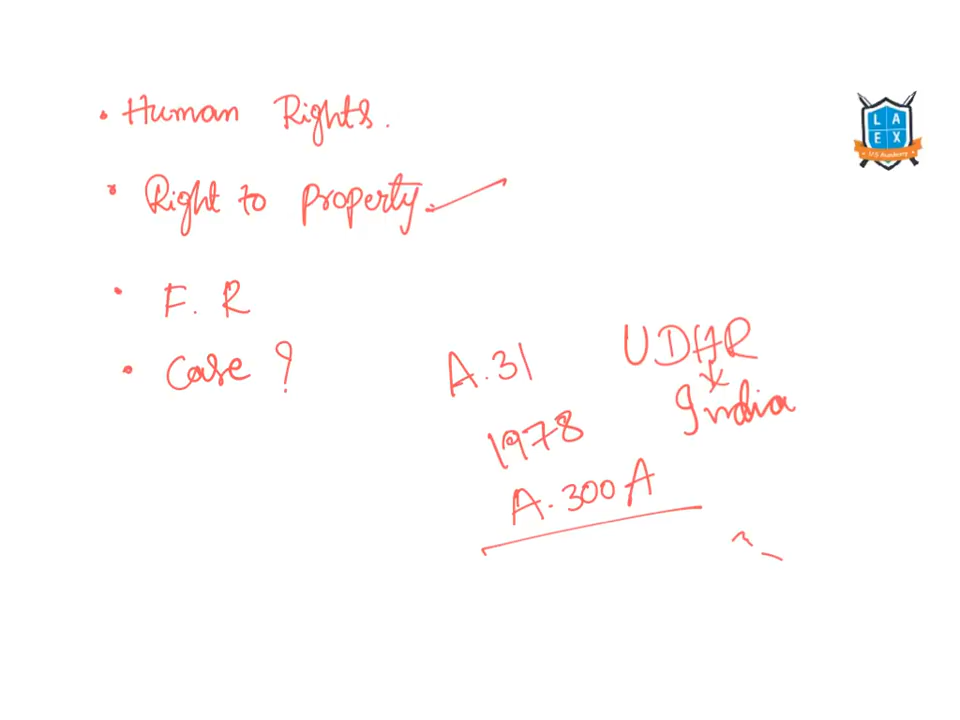 • Human Rights.
• Right to Property.
• F. R
• Case ?
A.31
1978
A. 300 A
UDHR
India
L A
E X